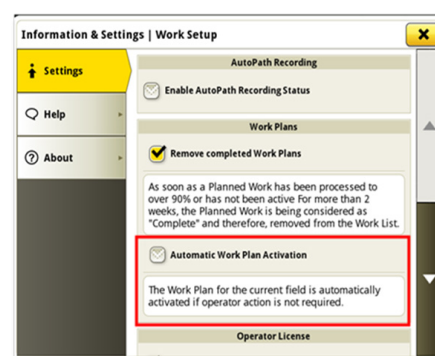 Information & Settings | Work Setup
Settings
Help
About
AutoPath Recording
Enable AutoPath Recording Status
Work Plans
Remove completed Work Plans
As soon as a Planned Work has been processed to
over 90% or has not been active For more than 2
weeks, the Planned Work is being considered as
"Complete" and therefore, removed from the Work List.
Automatic Work Plan Activation
The Work Plan for the current field is automatically
activated if operator action is not required.
Operator License